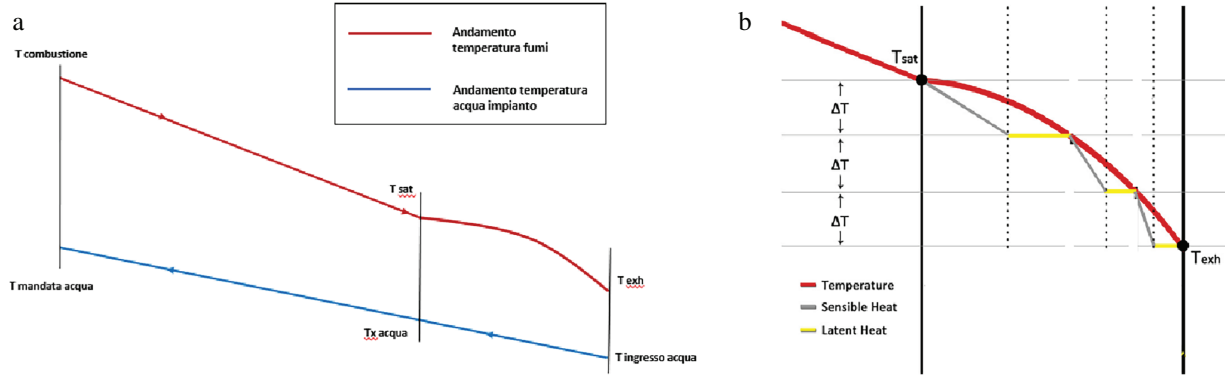 a
Andamento
temperatura fumi
Andamento temperatura
acqua impianto
T combustione
T sat
T exh
T mandata acqua
Tx acqua
T ingresso acqua
b
Tsat
ΔT
ΔT
ΔT
Texh
Temperature
Sensible Heat
Latent Heat